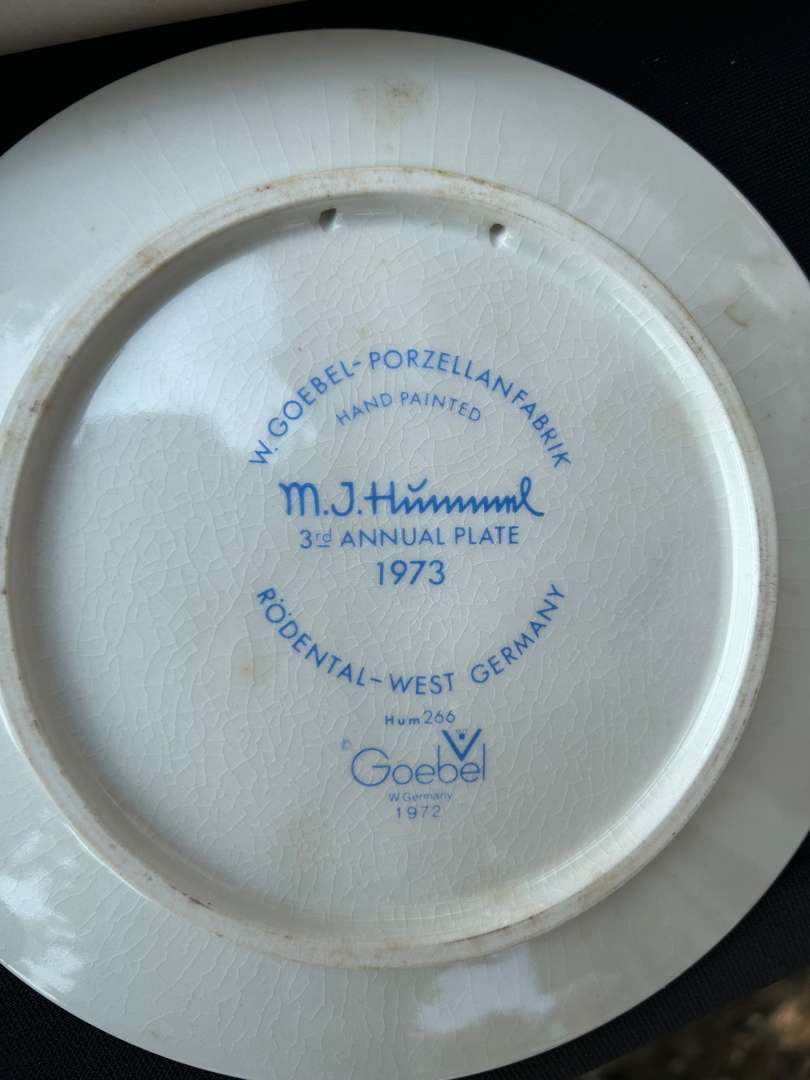 W. GOEBEL-PORZELLANFABRIK
HAND PAINTED
M.J.Hummel
3rd ANNUAL PLATE
1973
RÖDENTAL-WEST GERMANY
Hum 266
© Goebel
W Germany
1972